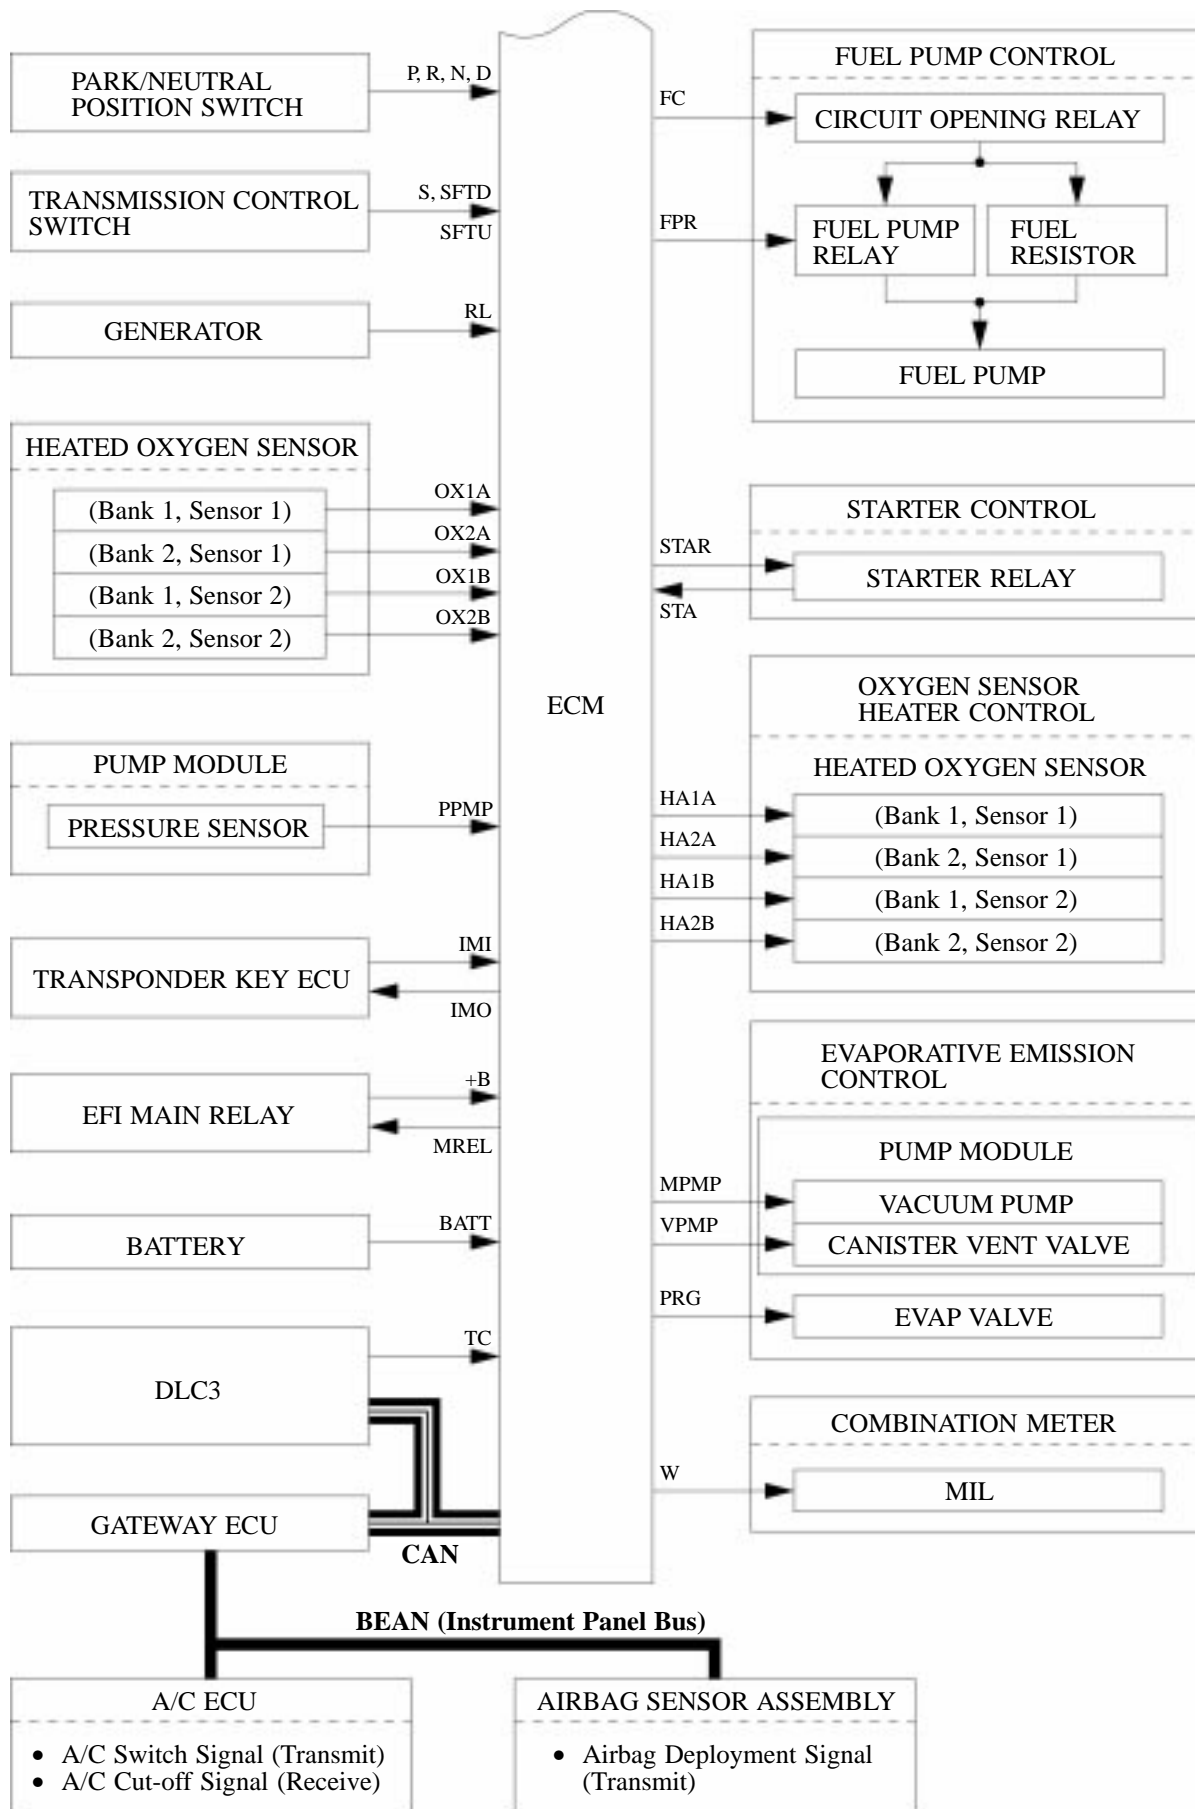 PARK/NEUTRAL
POSITION SWITCH
P, R, N, D
TRANSMISSION CONTROL
SWITCH
S, SFTD
SFTU
GENERATOR
RL
HEATED OXYGEN SENSOR
(Bank 1, Sensor 1)
OX1A
(Bank 2, Sensor 1)
OX2A
(Bank 1, Sensor 2)
OX1B
(Bank 2, Sensor 2)
OX2B
PUMP MODULE
PRESSURE SENSOR
PPMP
TRANSPONDER KEY ECU
IMI
IMO
EFI MAIN RELAY
+B
MREL
BATTERY
BATT
DLC3
TC
GATEWAY ECU
CAN
ECM
FUEL PUMP CONTROL
FC
CIRCUIT OPENING RELAY
FPR
FUEL PUMP
RELAY
FUEL
RESISTOR
FUEL PUMP
STARTER CONTROL
STAR
STARTER RELAY
STA
OXYGEN SENSOR
HEATER CONTROL
HEATED OXYGEN SENSOR
HA1A
(Bank 1, Sensor 1)
HA2A
(Bank 2, Sensor 1)
HA1B
(Bank 1, Sensor 2)
HA2B
(Bank 2, Sensor 2)
EVAPORATIVE EMISSION
CONTROL
PUMP MODULE
MPMP
VACUUM PUMP
VPMP
CANISTER VENT VALVE
PRG
EVAP VALVE
COMBINATION METER
W
MIL
BEAN (Instrument Panel Bus)
A/C ECU
• A/C Switch Signal (Transmit)
• A/C Cut-off Signal (Receive)
AIRBAG SENSOR ASSEMBLY
• Airbag Deployment Signal
(Transmit)